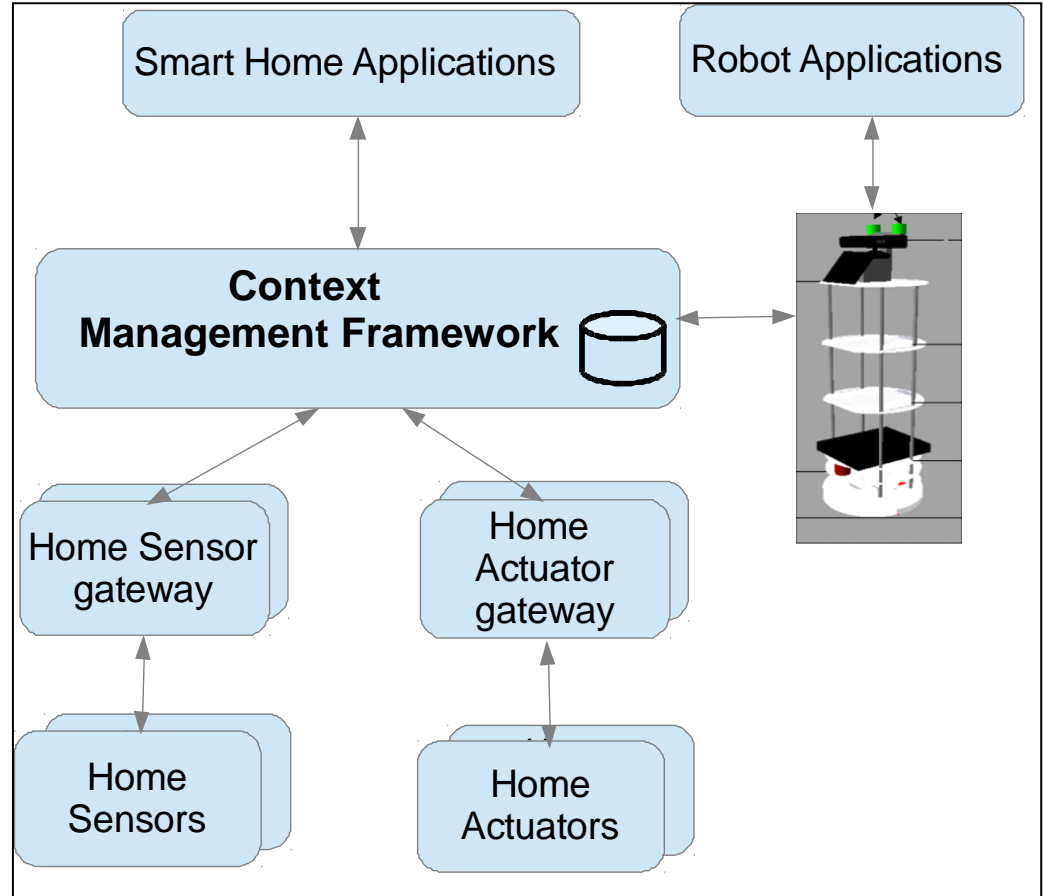 Smart Home Applications
Robot Applications
Context
Management Framework
Home Sensor
gateway
Home
Actuator
gateway
Home
Sensors
Home
Actuators